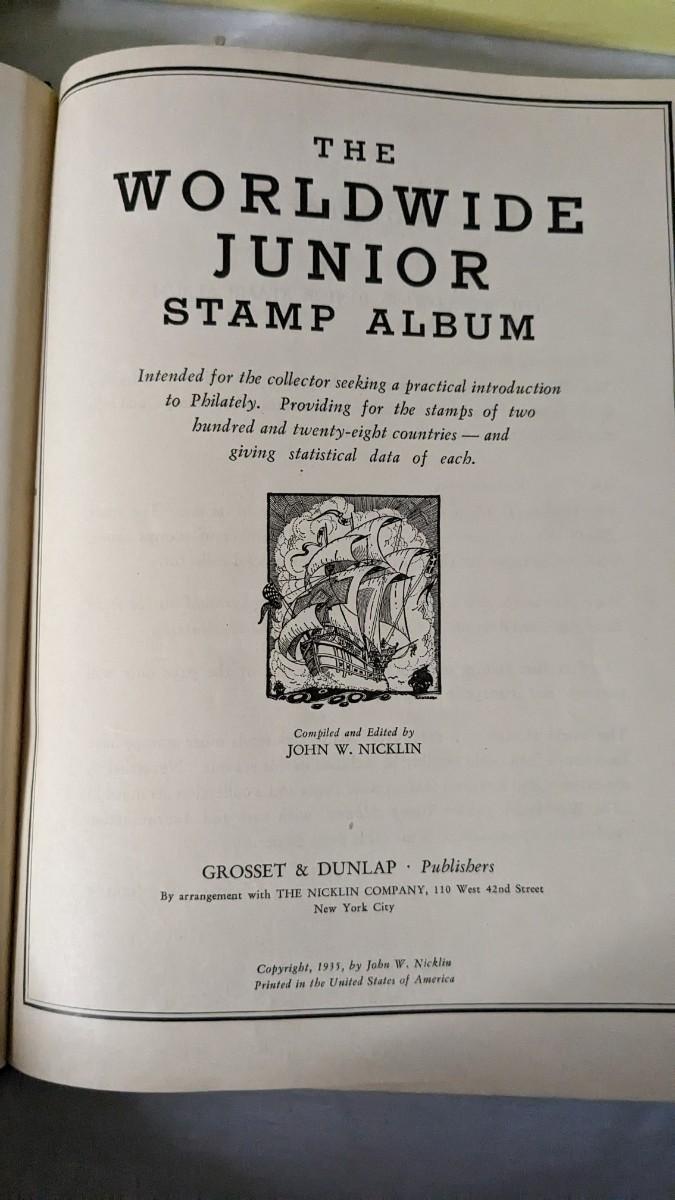 THE
WORLDWIDE
JUNIOR
STAMP ALBUM
Intended for the collector seeking a practical introduction
to Philately. Providing for the stamps of two
hundred and twenty-eight countries — and
giving statistical data of each.
Compiled and Edited by
JOHN W. NICKLIN
GROSSET & DUNLAP · Publishers
By arrangement with THE NICKLIN COMPANY, 110 West 42nd Street
New York City
Copyright, 1935, by John W. Nicklin
Printed in the United States of America